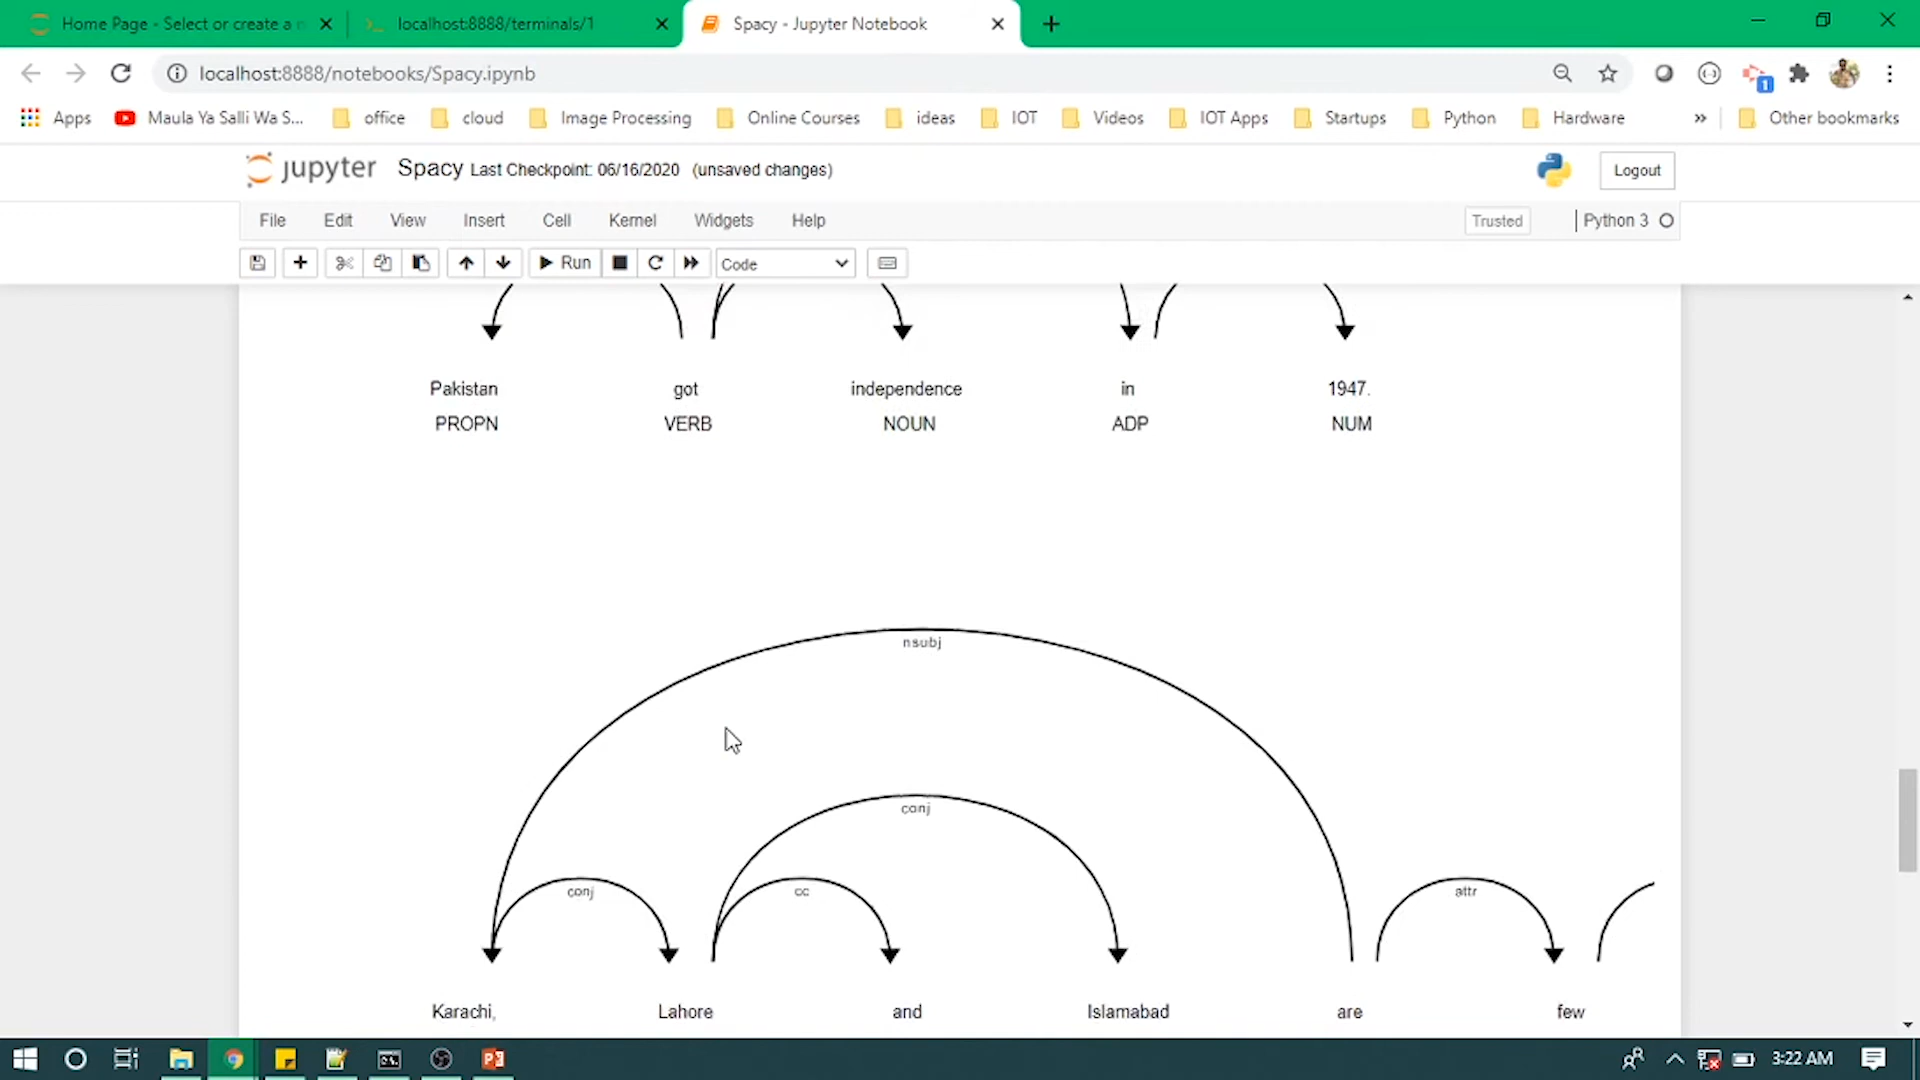 Home Page - Select or create a n
localhost:8888/terminals/1
Spacy - Jupyter Notebook
localhost:8888/notebooks/Spacy.ipynb
1
Apps
Maula Ya Salli Wa S...
office
cloud
Image Processing
Online Courses
ideas
IOT
Videos
IOT Apps
Startups
Python
Hardware
»
Other bookmarks
jupyter Spacy Last Checkpoint: 06/16/2020 (unsaved changes)
Logout
File Edit View Insert Cell Kernel Widgets Help
Trusted
Python 3
Run
Code
Pakistan got independence in 1947.
PROPN VERB NOUN ADP NUM
nsubj
conj
conj cc attr
Karachi, Lahore and Islamabad are few
3:22 AM